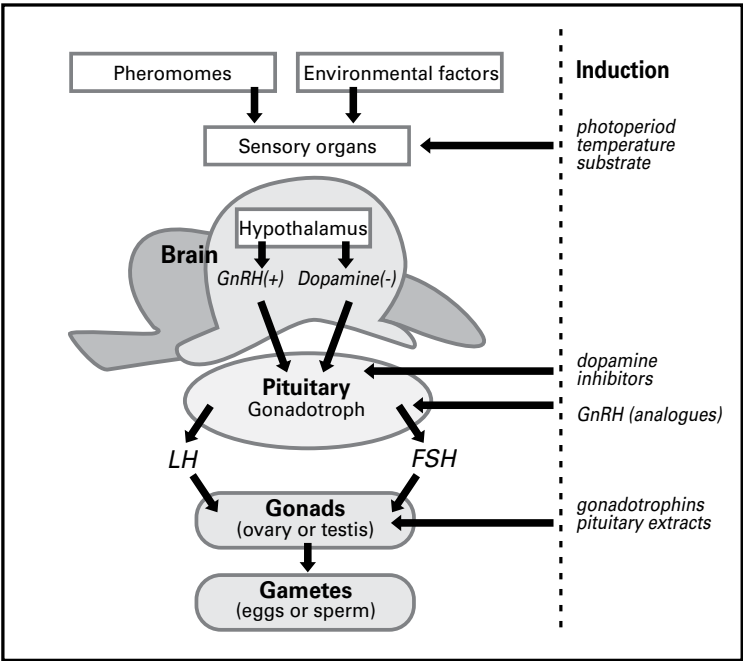 Pheromomes
Environmental factors
Induction
Sensory organs
photoperiod
temperature
substrate
Brain
Hypothalamus
GnRH(+)
Dopamine(-)
dopamine
inhibitors
Pituitary
Gonadotroph
GnRH (analogues)
LH
FSH
Gonads
(ovary or testis)
gonadotrophins
pituitary extracts
Gametes
(eggs or sperm)